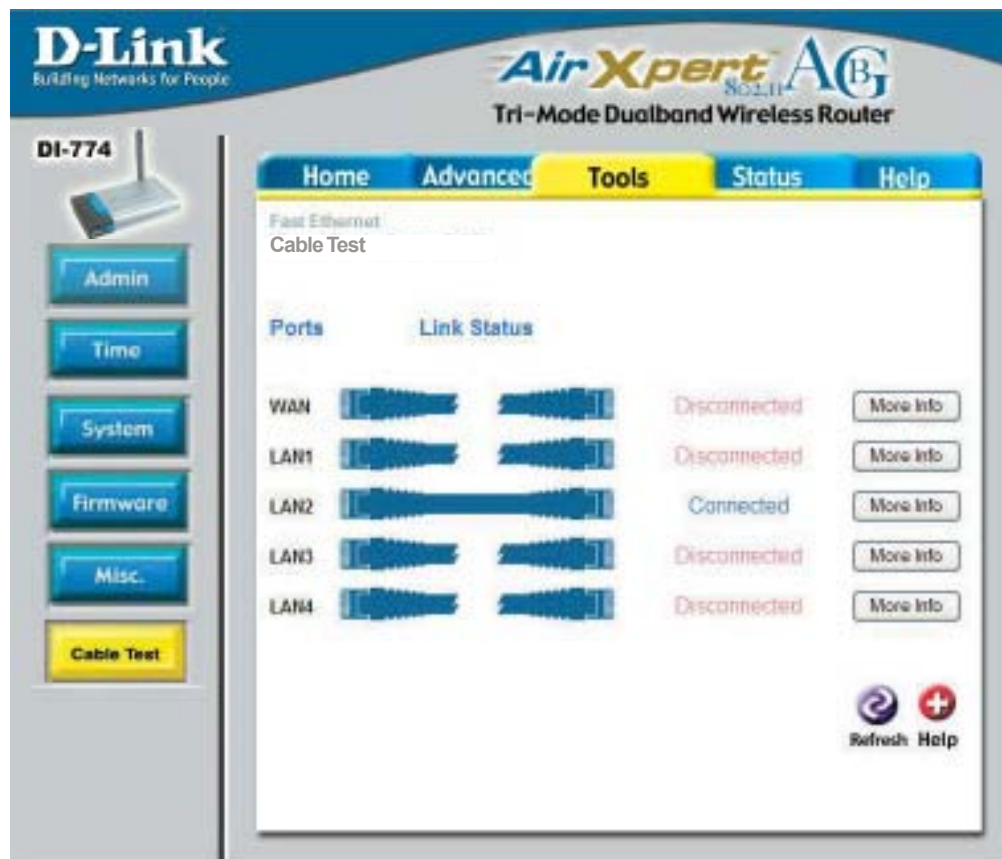 D-Link
Building Networks for People
Air Xpert 802.11 ABG
Tri-Mode Dualband Wireless Router
DI-774
Home Advanced Tools Status Help
Fast Ethernet
Cable Test
Admin
Time
System
Firmware
Misc.
Cable Test
Ports Link Status
WAN Disconnected More Info
LAN1 Disconnected More Info
LAN2 Connected More Info
LAN3 Disconnected More Info
LAN4 Disconnected More Info
Refresh Help